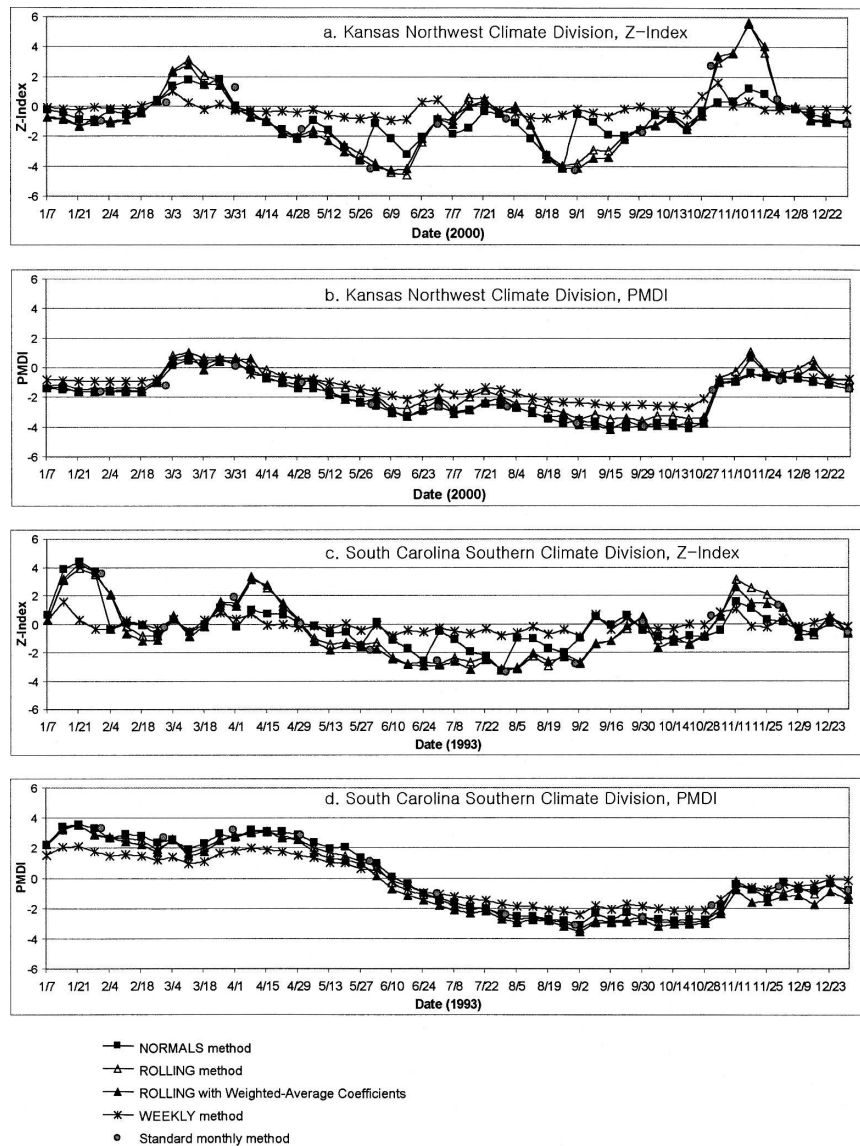 a. Kansas Northwest Climate Division, Z-Index
6
4
2
0
-2
-4
-6
Z-Index
1/7 1/21 2/4 2/18 3/3 3/17 3/31 4/14 4/28 5/12 5/26 6/9 6/23 7/7 7/21 8/4 8/18 9/1 9/15 9/29 10/13 10/27 11/10 11/24 12/8 12/22
Date (2000)
b. Kansas Northwest Climate Division, PMDI
6
4
2
0
-2
-4
-6
PMDI
1/7 1/21 2/4 2/18 3/3 3/17 3/31 4/14 4/28 5/12 5/26 6/9 6/23 7/7 7/21 8/4 8/18 9/1 9/15 9/29 10/13 10/27 11/10 11/24 12/8 12/22
Date (2000)
c. South Carolina Southern Climate Division, Z-Index
6
4
2
0
-2
-4
-6
Z-Index
1/7 1/21 2/4 2/18 3/4 3/18 4/1 4/15 4/29 5/13 5/27 6/10 6/24 7/8 7/22 8/5 8/19 9/2 9/16 9/30 10/14 10/28 11/11 11/25 12/9 12/23
Date (1993)
d. South Carolina Southern Climate Division, PMDI
6
4
2
0
-2
-4
-6
PMDI
1/7 1/21 2/4 2/18 3/4 3/18 4/1 4/15 4/29 5/13 5/27 6/10 6/24 7/8 7/22 8/5 8/19 9/2 9/16 9/30 10/14 10/28 11/11 11/25 12/9 12/23
Date (1993)
NORMALS method
ROLLING method
ROLLING with Weighted-Average Coefficients
WEEKLY method
Standard monthly method